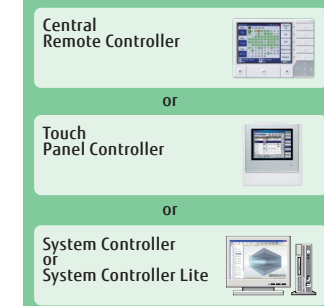 Central
Remote Controller
or
Touch
Panel Controller
or
System Controller
or
System Controller Lite